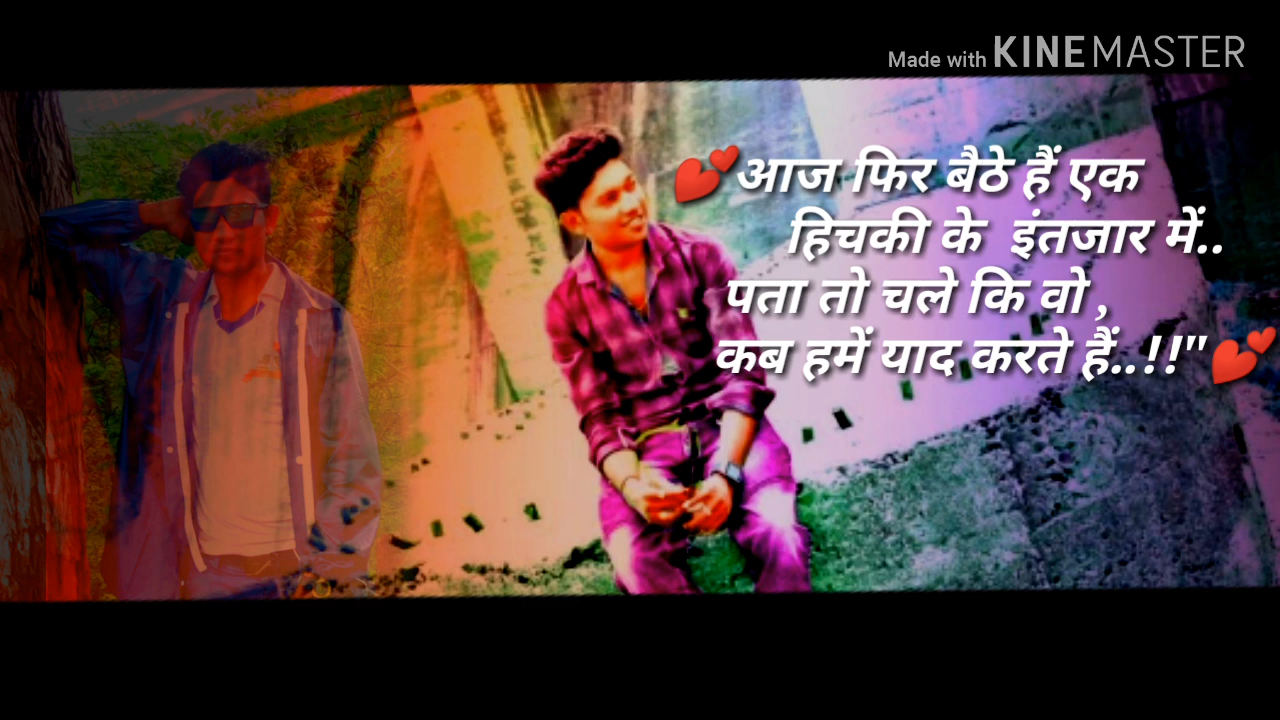 Made with KINEMASTER
💕आज फिर बैठे हैं एक
हिचकी के इंतजार में..
पता तो चले कि वो ,
कब हमें याद करते हैं..!!"💕